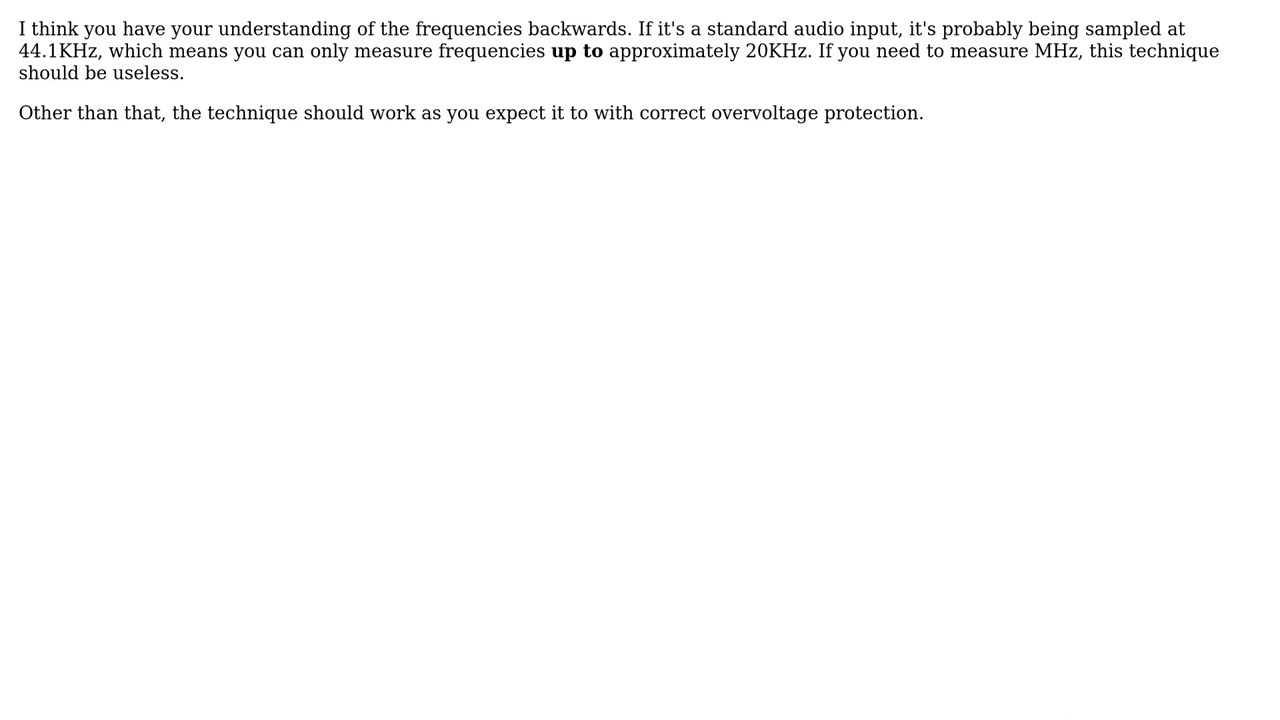 I think you have your understanding of the frequencies backwards. If it's a standard audio input, it's probably being sampled at
44.1KHz, which means you can only measure frequencies up to approximately 20KHz. If you need to measure MHz, this technique
should be useless.
Other than that, the technique should work as you expect it to with correct overvoltage protection.